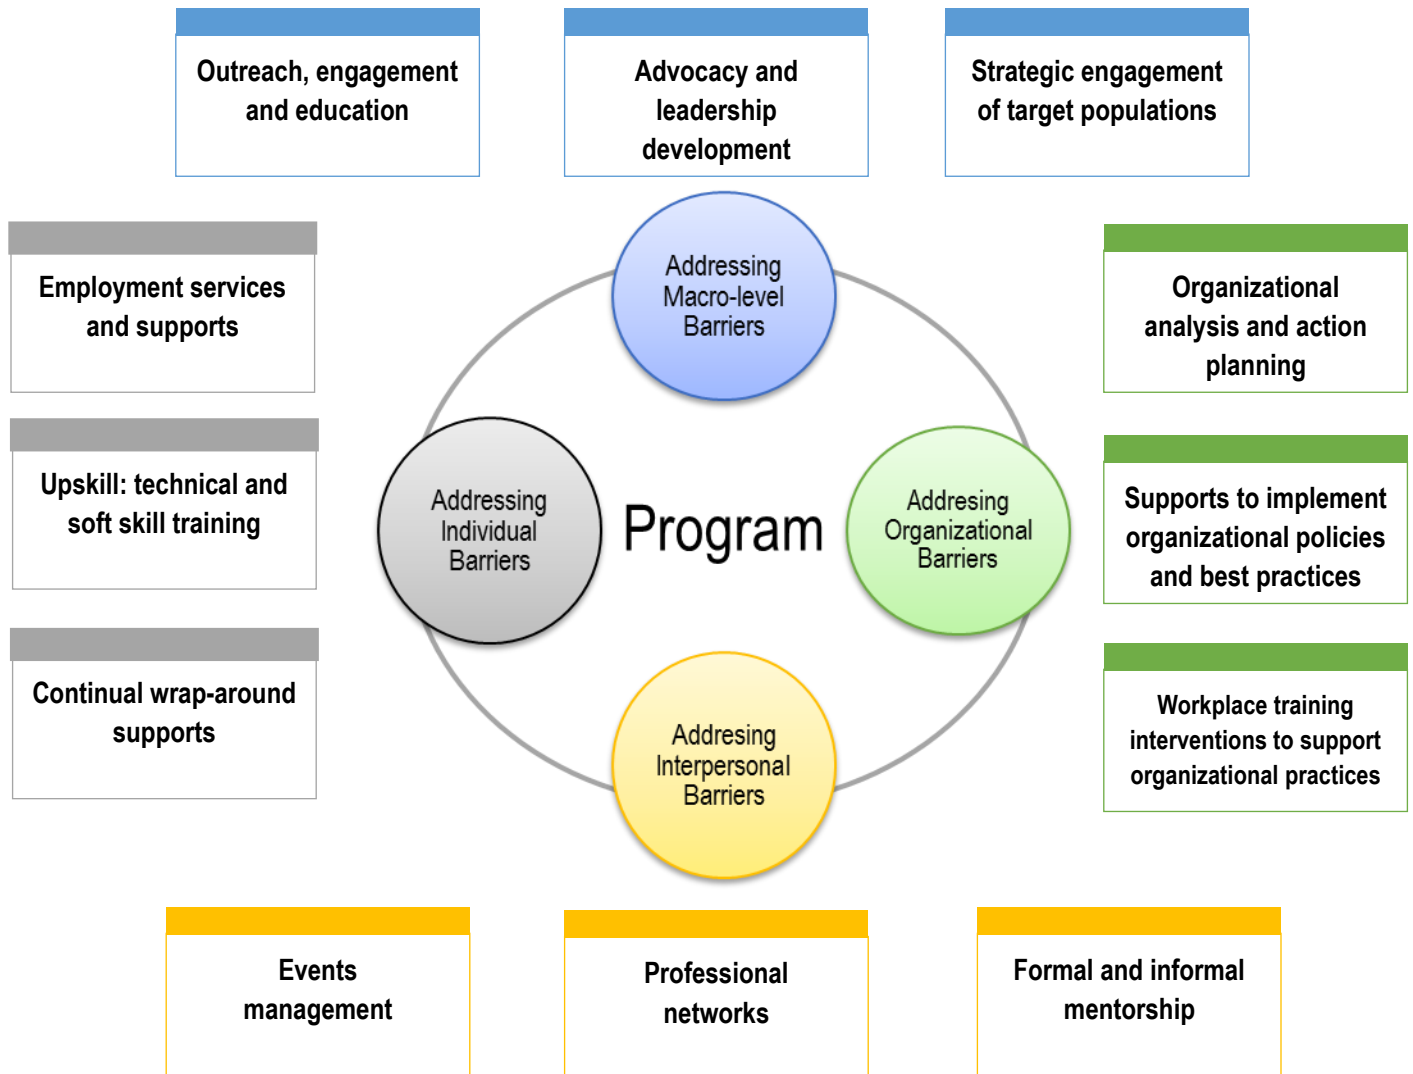 Outreach, engagement
and education
Advocacy and
leadership
development
Strategic engagement
of target populations
Addressing
Macro-level
Barriers
Employment services
and supports
Organizational
analysis and action
planning
Upskill: technical and
soft skill training
Addressing
Individual
Barriers
Program
Addresing
Organizational
Barriers
Supports to implement
organizational policies
and best practices
Continual wrap-around
supports
Addresing
Interpersonal
Barriers
Workplace training
interventions to support
organizational practices
Events
management
Professional
networks
Formal and informal
mentorship